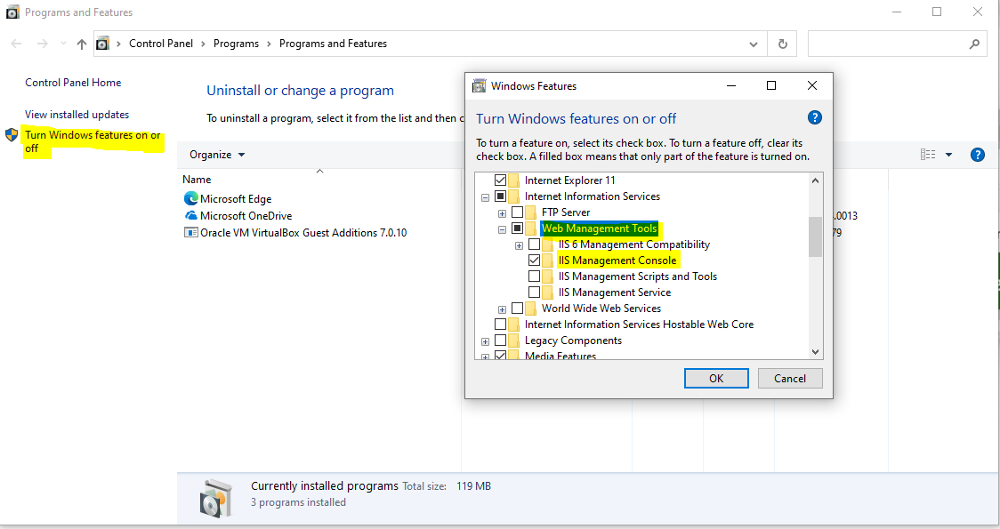 Programs and Features
Control Panel > Programs > Programs and Features
Control Panel Home
View installed updates
Turn Windows features on or
off
Uninstall or change a program
To uninstall a program, select it from the list and then c
Organize
Name
Microsoft Edge
Microsoft OneDrive
Oracle VM VirtualBox Guest Additions 7.0.10
.0013
79
Windows Features
Turn Windows features on or off
To turn a feature on, select its check box. To turn a feature off, clear its
check box. A filled box means that only part of the feature is turned on.
Internet Explorer 11
Internet Information Services
FTP Server
Web Management Tools
IIS 6 Management Compatibility
IIS Management Console
IIS Management Scripts and Tools
IIS Management Service
World Wide Web Services
Internet Information Services Hostable Web Core
Legacy Components
Media Features
OK Cancel
Currently installed programs Total size: 119 MB
3 programs installed